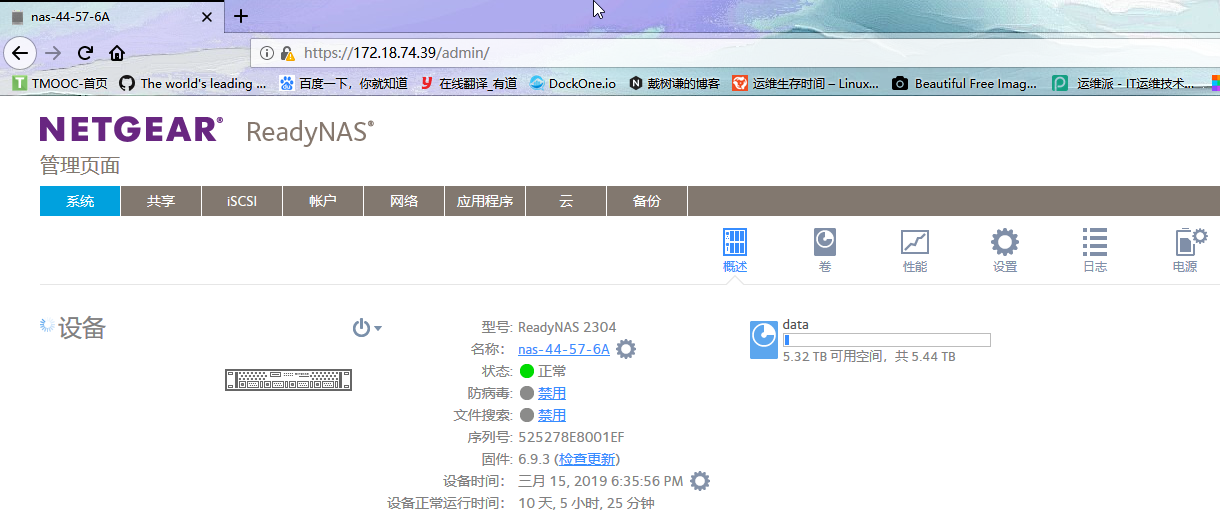 nas-44-57-6A
https://172.18.74.39/admin/
TMOOC-首页 The world's leading ... 百度一下，你就知道 在线翻译_有道 DockOne.io 戴树谦的博客 运维生存时间 – Linux... Beautiful Free Imag... 运维派 - IT运维技术...
NETGEAR® ReadyNAS®
管理页面
系统 共享 iSCSI 帐户 网络 应用程序 云 备份
概述 卷 性能 设置 日志 电源
设备
型号: ReadyNAS 2304
名称: nas-44-57-6A
状态: 正常
防病毒: 禁用
文件搜索: 禁用
序列号: 525278E8001EF
固件: 6.9.3 (检查更新)
设备时间: 三月 15, 2019 6:35:56 PM
设备正常运行时间: 10 天, 5 小时, 25 分钟
data
5.32 TB 可用空间，共 5.44 TB